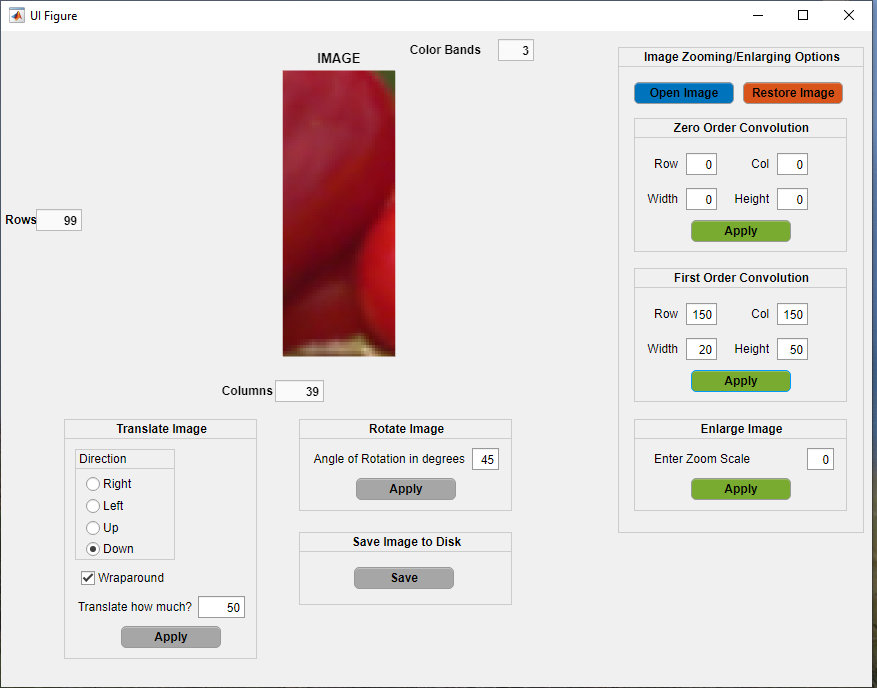 UI Figure
IMAGE
Color Bands 3
Rows 99
Columns 39
Image Zooming/Enlarging Options
Open Image Restore Image
Zero Order Convolution
Row 0 Col 0
Width 0 Height 0
Apply
First Order Convolution
Row 150 Col 150
Width 20 Height 50
Apply
Enlarge Image
Enter Zoom Scale 0
Apply
Translate Image
Direction
Right
Left
Up
Down
Wraparound
Translate how much? 50
Apply
Rotate Image
Angle of Rotation in degrees 45
Apply
Save Image to Disk
Save